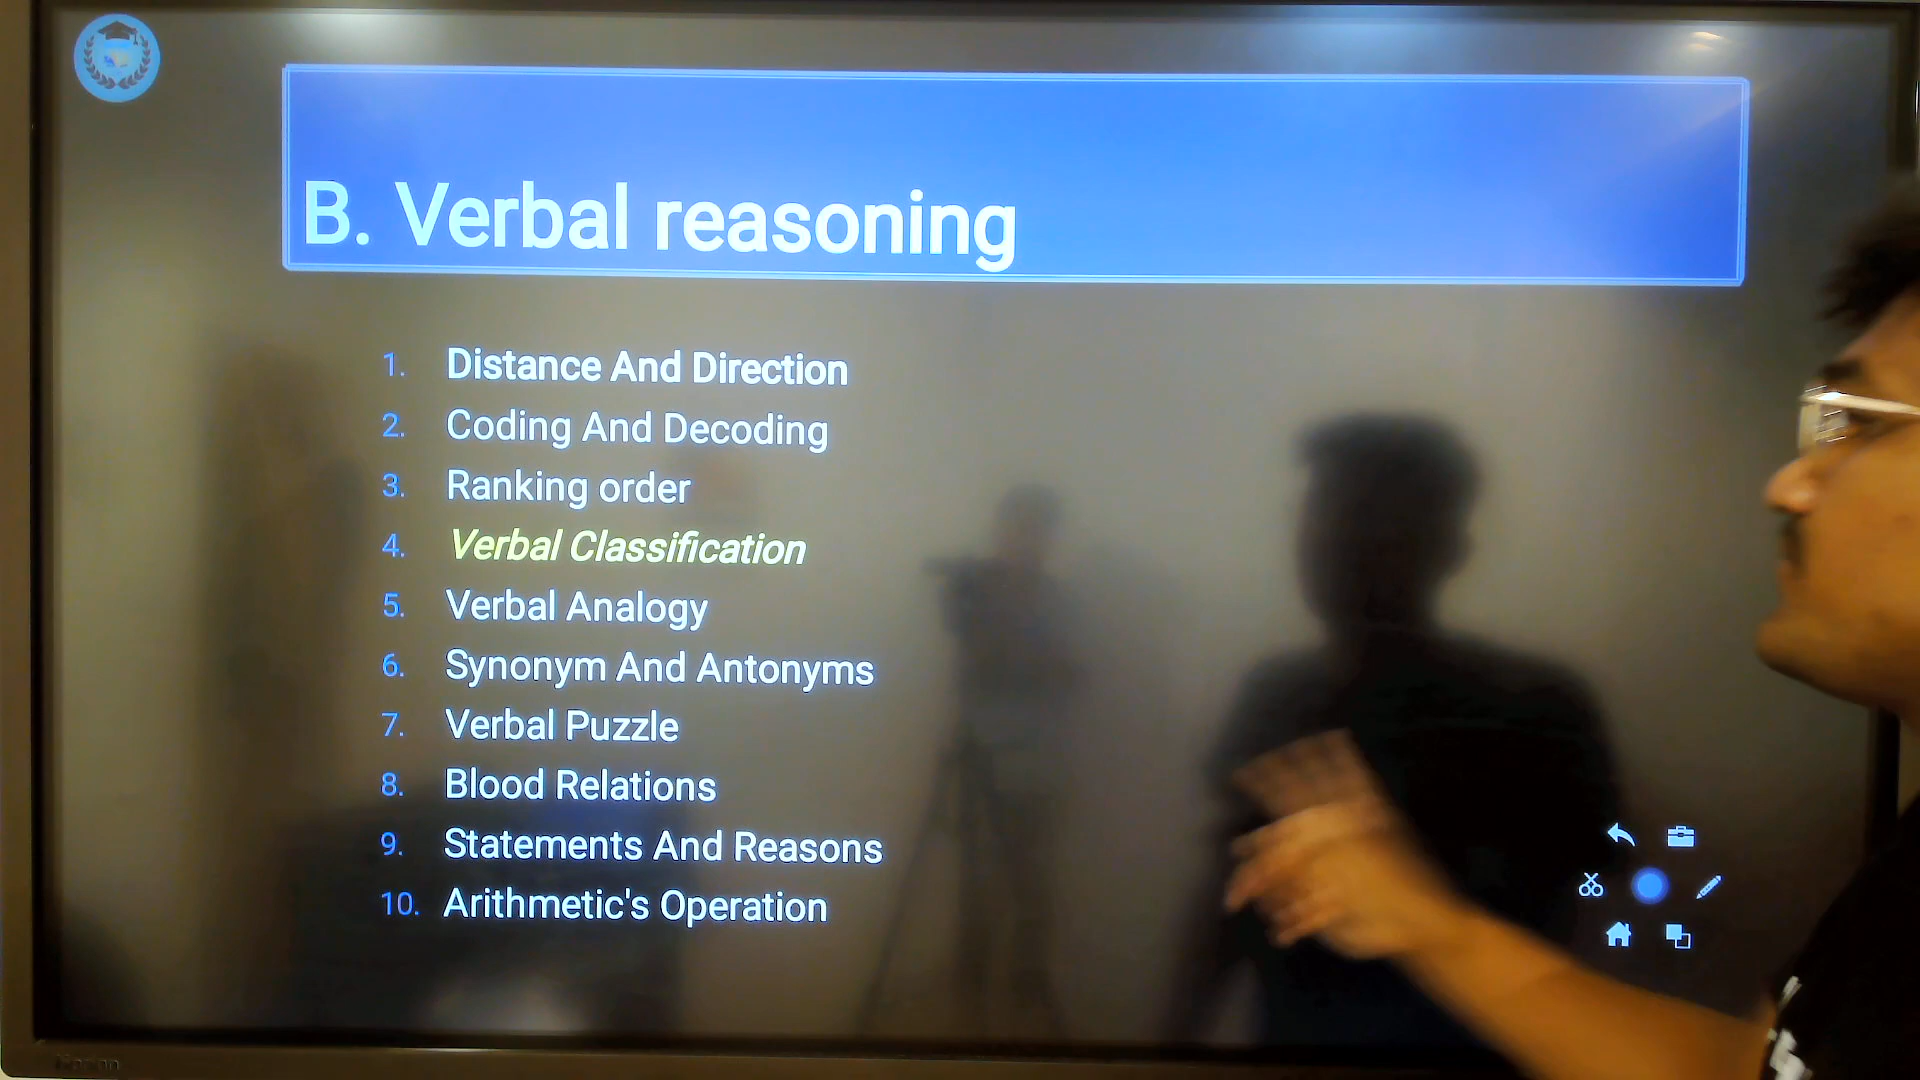 B. Verbal reasoning
1. Distance And Direction
2. Coding And Decoding
3. Ranking order
4. Verbal Classification
5. Verbal Analogy
6. Synonym And Antonyms
7. Verbal Puzzle
8. Blood Relations
9. Statements And Reasons
10. Arithmetic's Operation